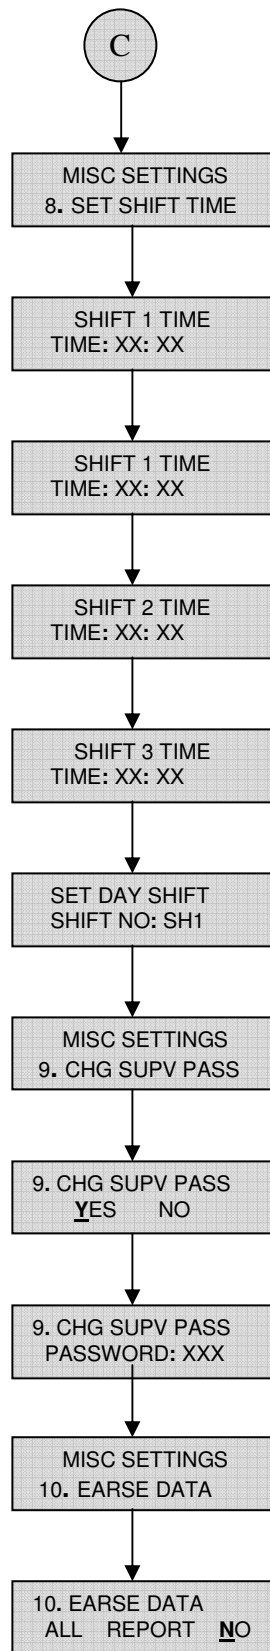 C
MISC SETTINGS
8. SET SHIFT TIME
SHIFT 1 TIME
TIME: XX: XX
SHIFT 1 TIME
TIME: XX: XX
SHIFT 2 TIME
TIME: XX: XX
SHIFT 3 TIME
TIME: XX: XX
SET DAY SHIFT
SHIFT NO: SH1
MISC SETTINGS
9. CHG SUPV PASS
9. CHG SUPV PASS
YES NO
9. CHG SUPV PASS
PASSWORD: XXX
MISC SETTINGS
10. EARSE DATA
10. EARSE DATA
ALL REPORT NO